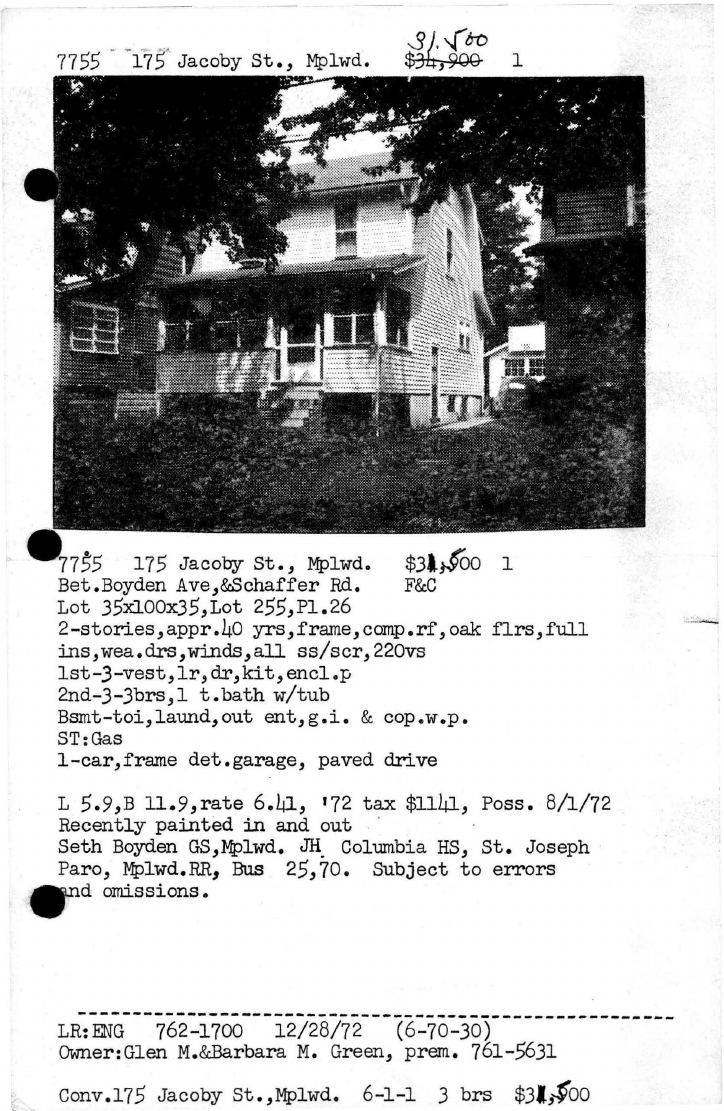 31.500
7755 175 Jacoby St., Mplwd. $34,900 1
7755 175 Jacoby St., Mplwd. $31,500 1
Bet.Boyden Ave,&Schaffer Rd. F&C
Lot 35x100x35,Lot 255,Pl.26
2-stories,appr.40 yrs,frame,comp.rf,oak flrs,full
ins,wea.drs,winds,all ss/scr,220vs
1st-3-vest,lr,dr,kit,encl.p
2nd-3-3brs,1 t.bath w/tub
Bsmt-toi,laund,out ent,g.i. & cop.w.p.
ST:Gas
1-car,frame det.garage, paved drive
L 5.9,B 11.9,rate 6.41, '72 tax $1141, Poss. 8/1/72
Recently painted in and out
Seth Boyden GS,Mplwd. JH Columbia HS, St. Joseph
Paro, Mplwd.RR, Bus 25,70. Subject to errors
and omissions.
LR:ENG 762-1700 12/28/72 (6-70-30)
Owner:Glen M.&Barbara M. Green, prem. 761-5631
Conv.175 Jacoby St.,Mplwd. 6-1-1 3 brs $31,500